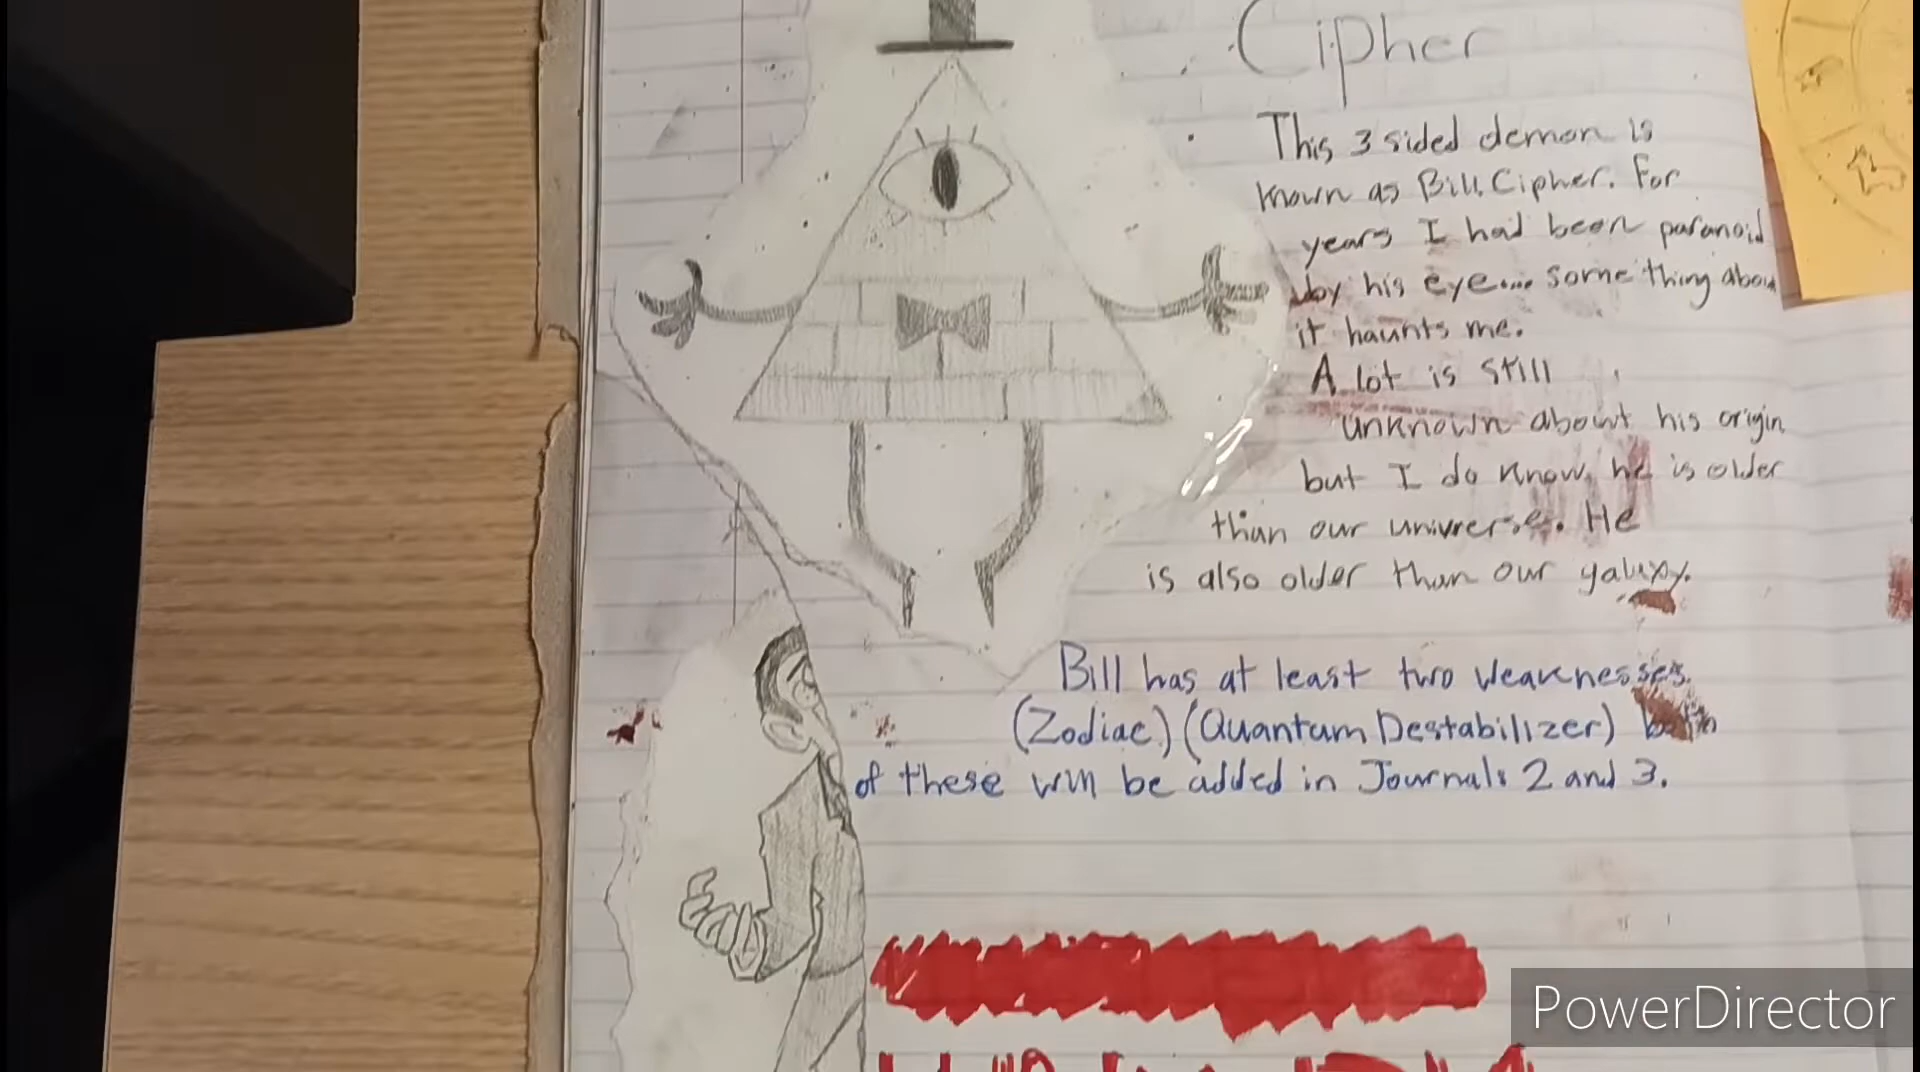 Cipher
This 3 sided demon is
known as Bill Cipher. For
years I had been paranoid
by his eye.... something about
it haunts me.
A lot is still
unknown about his origin
but I do know he is older
than our universe. He
is also older than our galaxy.
Bill has at least two weaknesses.
(Zodiac) (Quantum Destabilizer) both
of these will be added in Journals 2 and 3.
PowerDirector